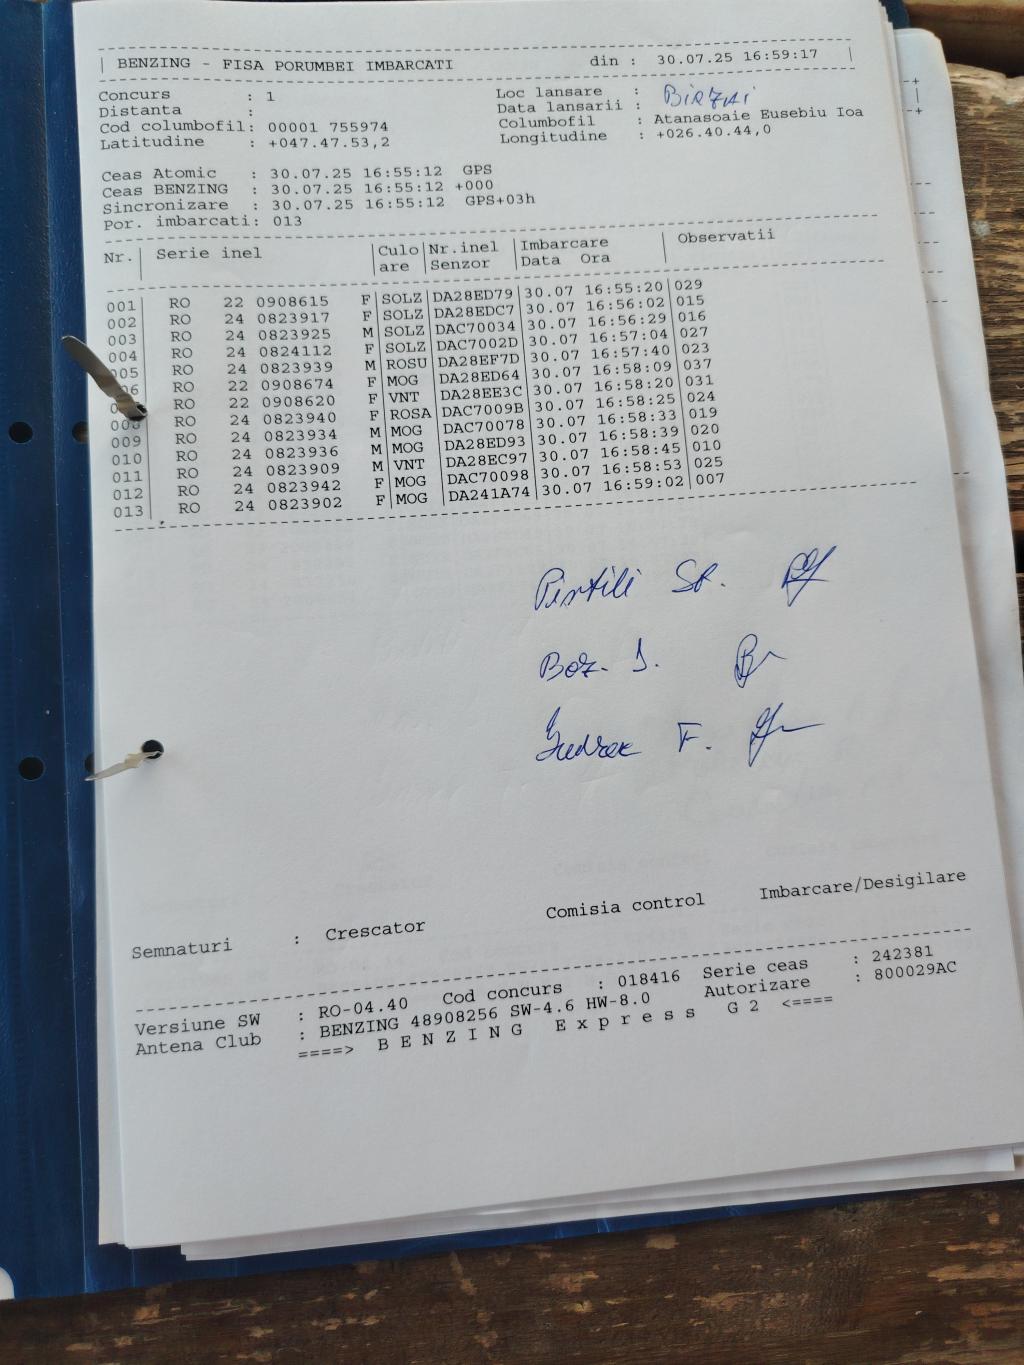 BENZING - FISA PORUMBEI IMBARCATI din : 30.07.25 16:59:17
Concurs : 1 Loc lansare : BIRZAI
Distanta : Data lansarii :
Cod columbofil: 00001 755974 Columbofil : Atanasoaie Eusebiu Ioa
Latitudine : +047.47.53,2 Longitudine : +026.40.44,0
Ceas Atomic : 30.07.25 16:55:12 GPS
Ceas BENZING : 30.07.25 16:55:12 +000
Sincronizare : 30.07.25 16:55:12 GPS+03h
Por. imbarcati: 013
Nr. | Serie inel | Culo | Nr.inel | Imbarcare | Observatii
are | Senzor | Data Ora
001 RO 22 0908615 F SOLZ DA28ED79 30.07 16:55:20 029
002 RO 24 0823917 F SOLZ DA28EDC7 30.07 16:56:02 015
003 RO 24 0823925 M SOLZ DAC70034 30.07 16:56:29 016
004 RO 24 0824112 F SOLZ DAC7002D 30.07 16:57:04 027
005 RO 24 0823939 M ROSU DA28EF7D 30.07 16:57:40 023
006 RO 22 0908674 F MOG DA28ED64 30.07 16:58:09 037
RO 22 0908620 F VNT DA28EE3C 30.07 16:58:20 031
008 RO 24 0823940 F ROSA DAC7009B 30.07 16:58:25 024
009 RO 24 0823934 M MOG DAC70078 30.07 16:58:33 019
010 RO 24 0823936 M MOG DA28ED93 30.07 16:58:39 020
011 RO 24 0823909 M VNT DA28EC97 30.07 16:58:45 010
012 RO 24 0823942 F MOG DAC70098 30.07 16:58:53 025
013 RO 24 0823902 F MOG DA241A74 30.07 16:59:02 007
Boz. I.
F.
Semnaturi : Crescator Comisia control Imbarcare/Desigilare
Versiune SW : RO-04.40 Cod concurs : 018416 Serie ceas : 242381
Antena Club : BENZING 48908256 SW-4.6 HW-8.0 Autorizare : 800029AC
====> B E N Z I N G E x p r e s s G 2 <====